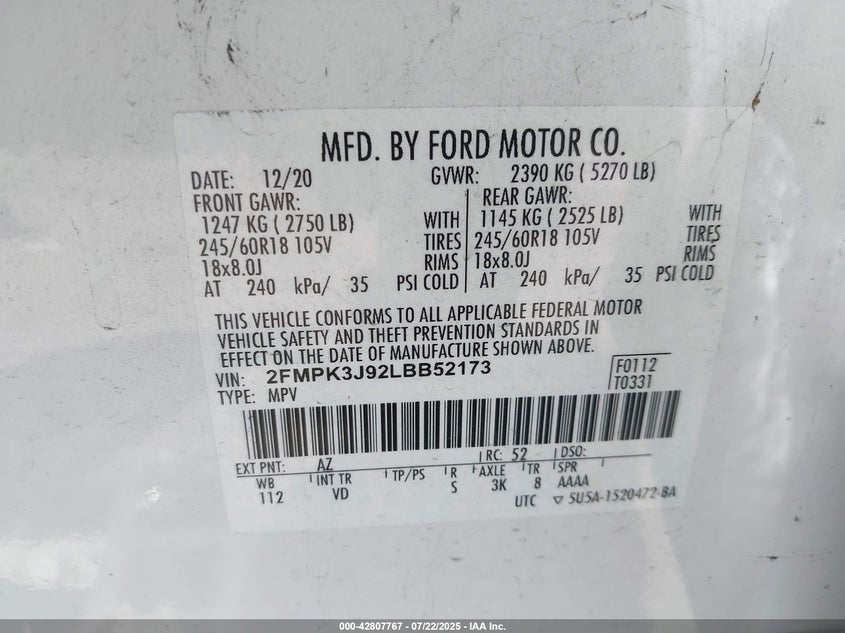 MFD. BY FORD MOTOR CO.
DATE: 12/20 GVWR: 2390 KG ( 5270 LB)
FRONT GAWR: REAR GAWR:
1247 KG ( 2750 LB) WITH 1145 KG ( 2525 LB) WITH
245/60R18 105V TIRES 245/60R18 105V TIRES
18x8.0J RIMS 18x8.0J RIMS
AT 240 kPa/ 35 PSI COLD AT 240 kPa/ 35 PSI COLD
THIS VEHICLE CONFORMS TO ALL APPLICABLE FEDERAL MOTOR
VEHICLE SAFETY AND THEFT PREVENTION STANDARDS IN
EFFECT ON THE DATE OF MANUFACTURE SHOWN ABOVE.
VIN: 2FMPK3J92LBB52173 F0112
TYPE: MPV T0331
EXT PNT: AZ RC: 52 DSO:
WB INT TR TP/PS R AXLE TR SPR
112 VD S 3K 8 AAAA
UTC ▽ 5U5A-1520472-BA
000-42807767 - 07/22/2025 - IAA Inc.